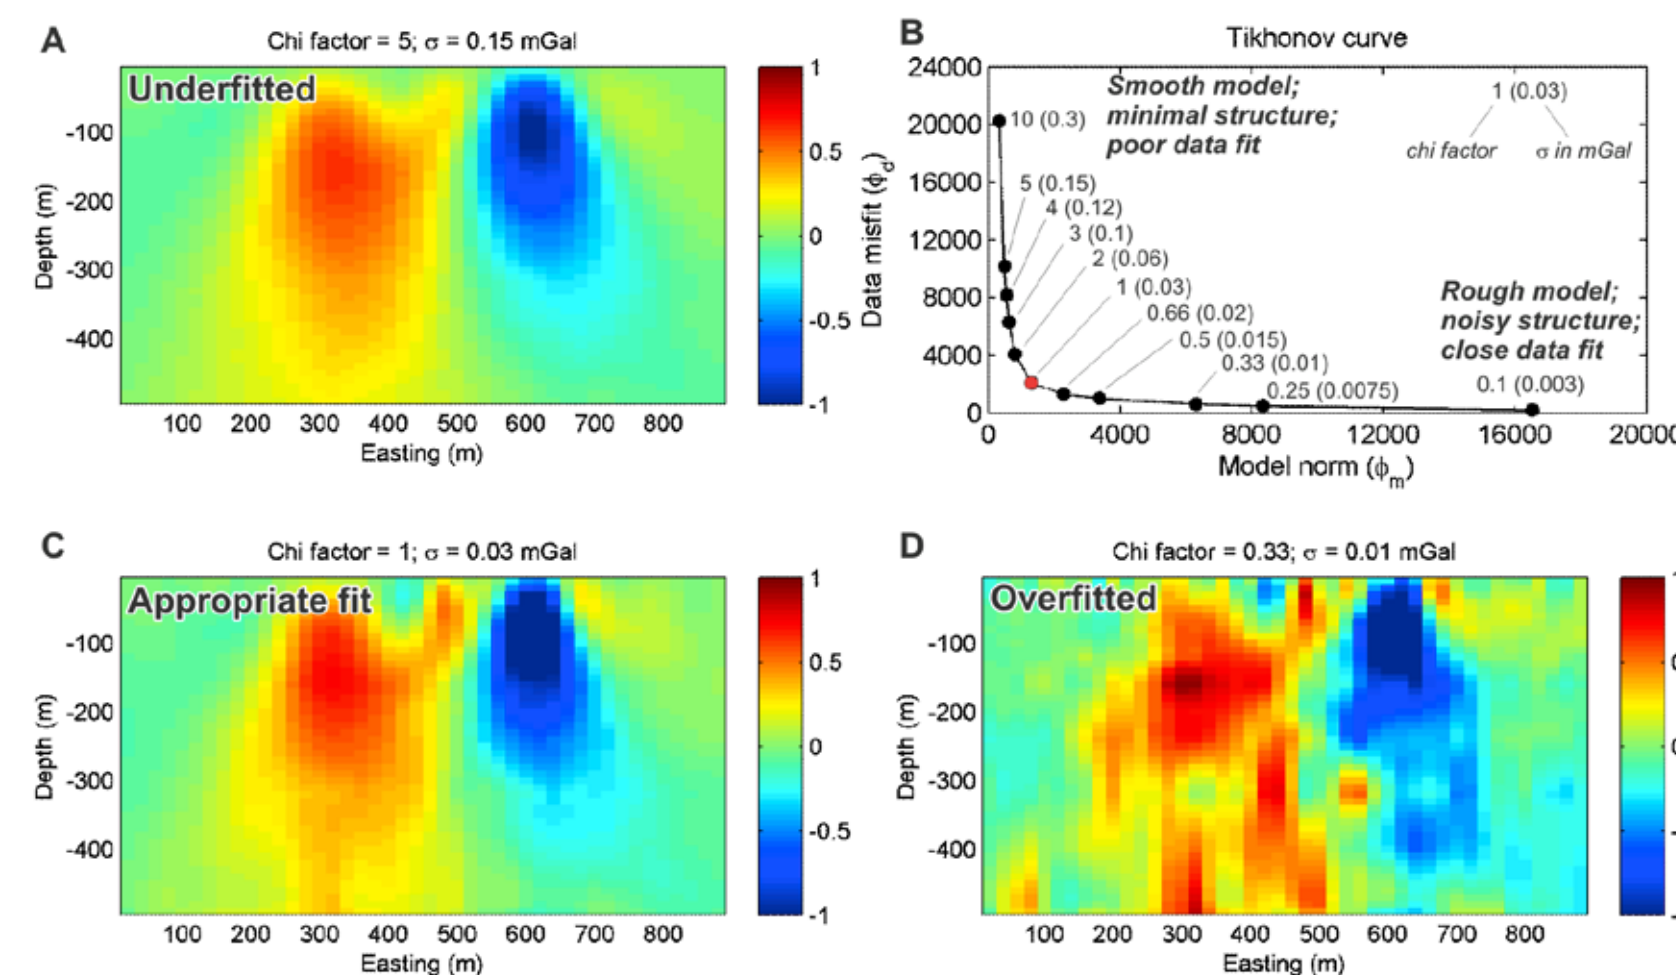 A
Chi factor = 5; σ = 0.15 mGal
Underfitted
-100
-200
-300
-400
Depth (m)
100 200 300 400 500 600 700 800
Easting (m)
1
0.5
0
-0.5
-1
B
Tikhonov curve
24000
20000
16000
12000
8000
4000
0
Data misfit (ϕd)
Smooth model;
minimal structure;
poor data fit
1 (0.03)
chi factor σ in mGal
10 (0.3)
5 (0.15)
4 (0.12)
3 (0.1)
2 (0.06)
1 (0.03)
0.66 (0.02)
0.5 (0.015)
0.33 (0.01)
0.25 (0.0075)
0.1 (0.003)
Rough model;
noisy structure;
close data fit
0 4000 8000 12000 16000 20000
Model norm (ϕm)
C
Chi factor = 1; σ = 0.03 mGal
Appropriate fit
-100
-200
-300
-400
Depth (m)
100 200 300 400 500 600 700 800
Easting (m)
1
0.5
0
-0.5
-1
D
Chi factor = 0.33; σ = 0.01 mGal
Overfitted
-100
-200
-300
-400
Depth (m)
100 200 300 400 500 600 700 800
Easting (m)